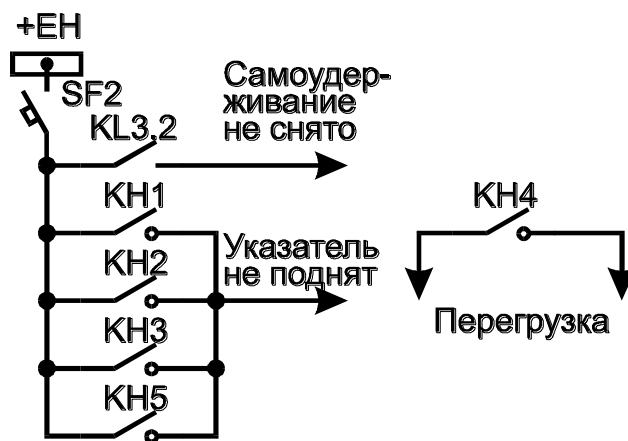 +EH
SF2
Самоудер-
живание
не снято
KL3.2
KH1
KH4
Указатель
не поднят
KH2
Перегрузка
KH3
KH5